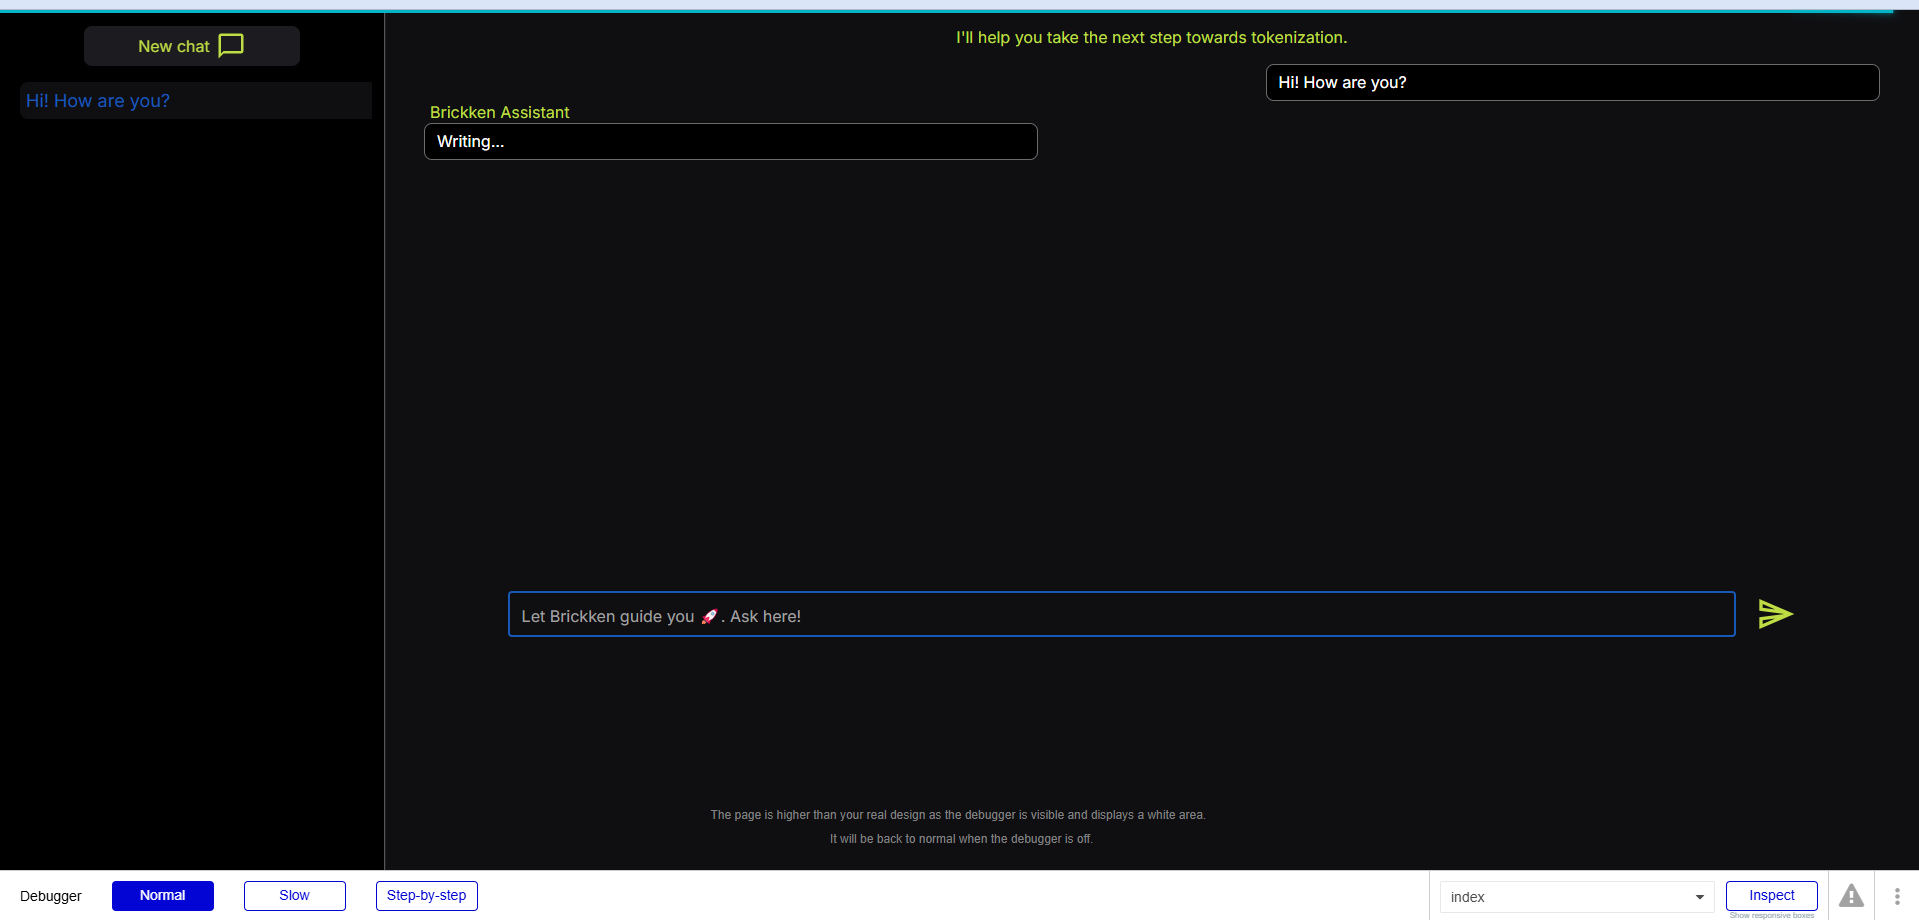 New chat
Hi! How are you?
I'll help you take the next step towards tokenization.
Hi! How are you?
Brickken Assistant
Writing...
Let Brickken guide you 🚀. Ask here!
The page is higher than your real design as the debugger is visible and displays a white area.
It will be back to normal when the debugger is off.
Debugger Normal Slow Step-by-step index Inspect
Show responsive boxes